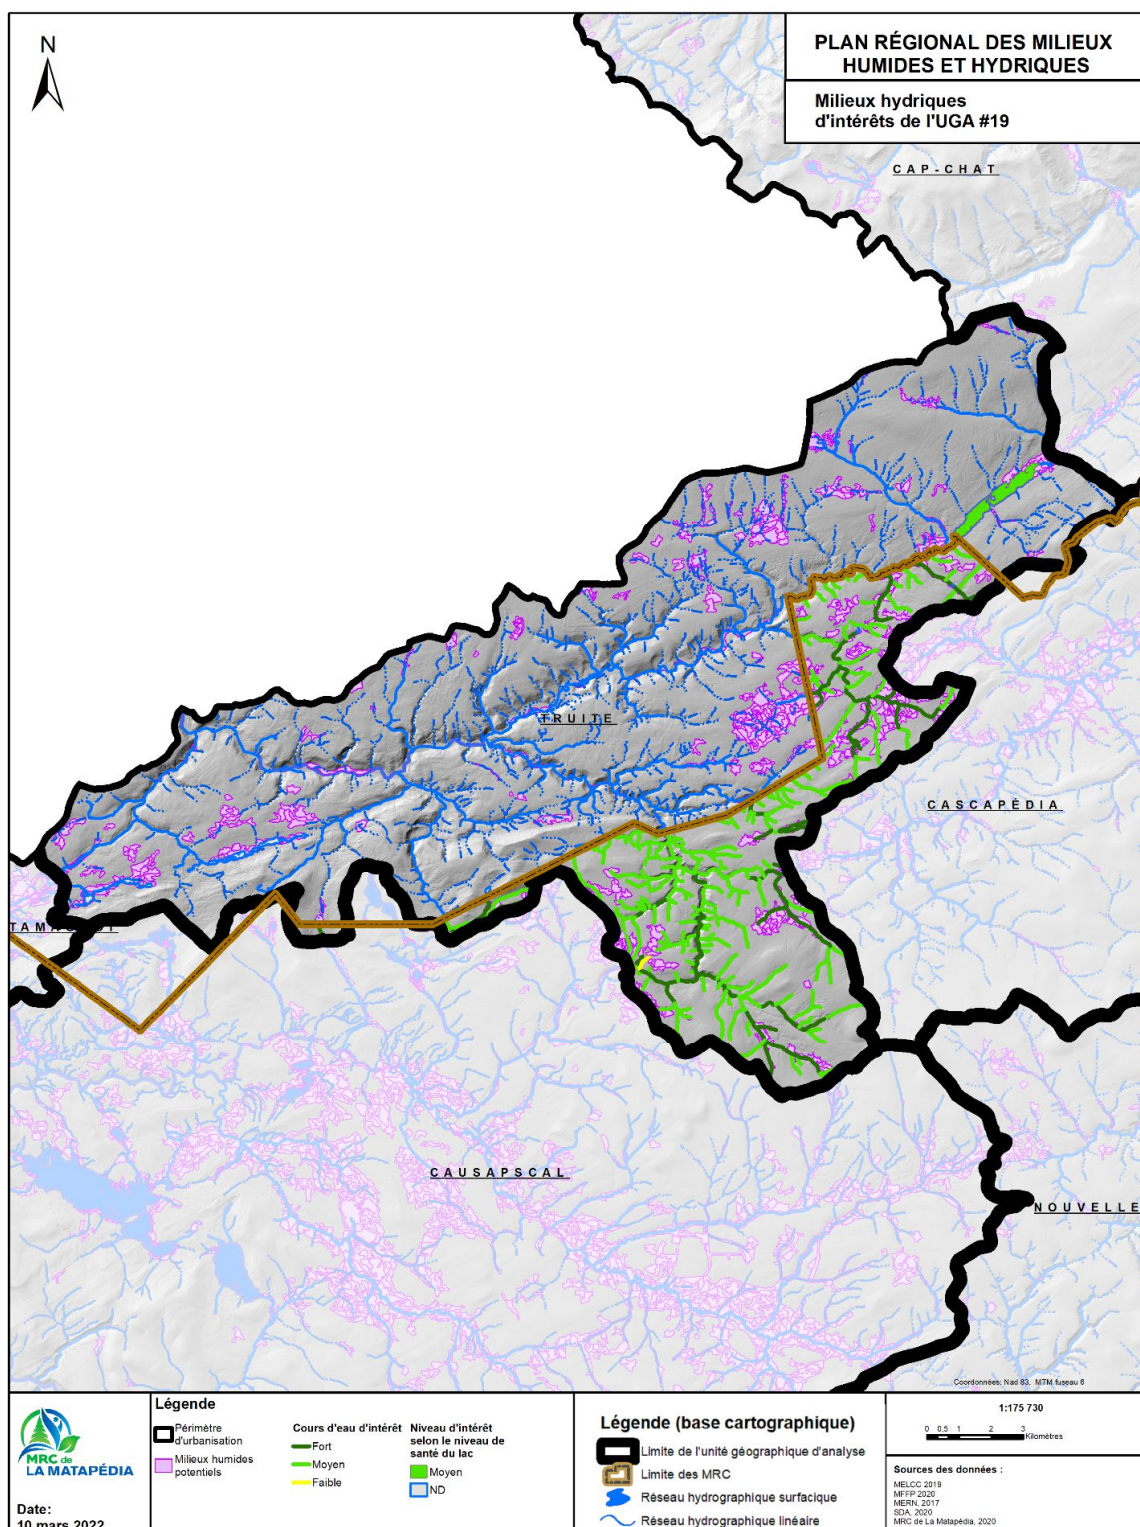 N
PLAN RÉGIONAL DES MILIEUX
HUMIDES ET HYDRIQUES
Milieux hydriques
d'intérêts de l'UGA #19
CAP-CHAT
TRUITE
CASCAPÉDIA
CAUSAPSCAL
NOUVELLE
Coordonnées: Nad 83, MTM fuseau 6
MRC de
LA MATAPÉDIA
Date:
10 mars 2022
Légende
Périmètre
d'urbanisation
Milieux humides
potentiels
Cours d'eau d'intérêt
Fort
Moyen
Faible
Niveau d'intérêt
selon le niveau de
santé du lac
Moyen
ND
Légende (base cartographique)
Limite de l'unité géographique d'analyse
Limite des MRC
Réseau hydrographique surfacique
Réseau hydrographique linéaire
1:175 730
0 0,5 1 2 3
Kilomètres
Sources des données :
MELCC 2019
MFFP 2020
MERN, 2017
SDA, 2020
MRC de La Matapédia, 2020